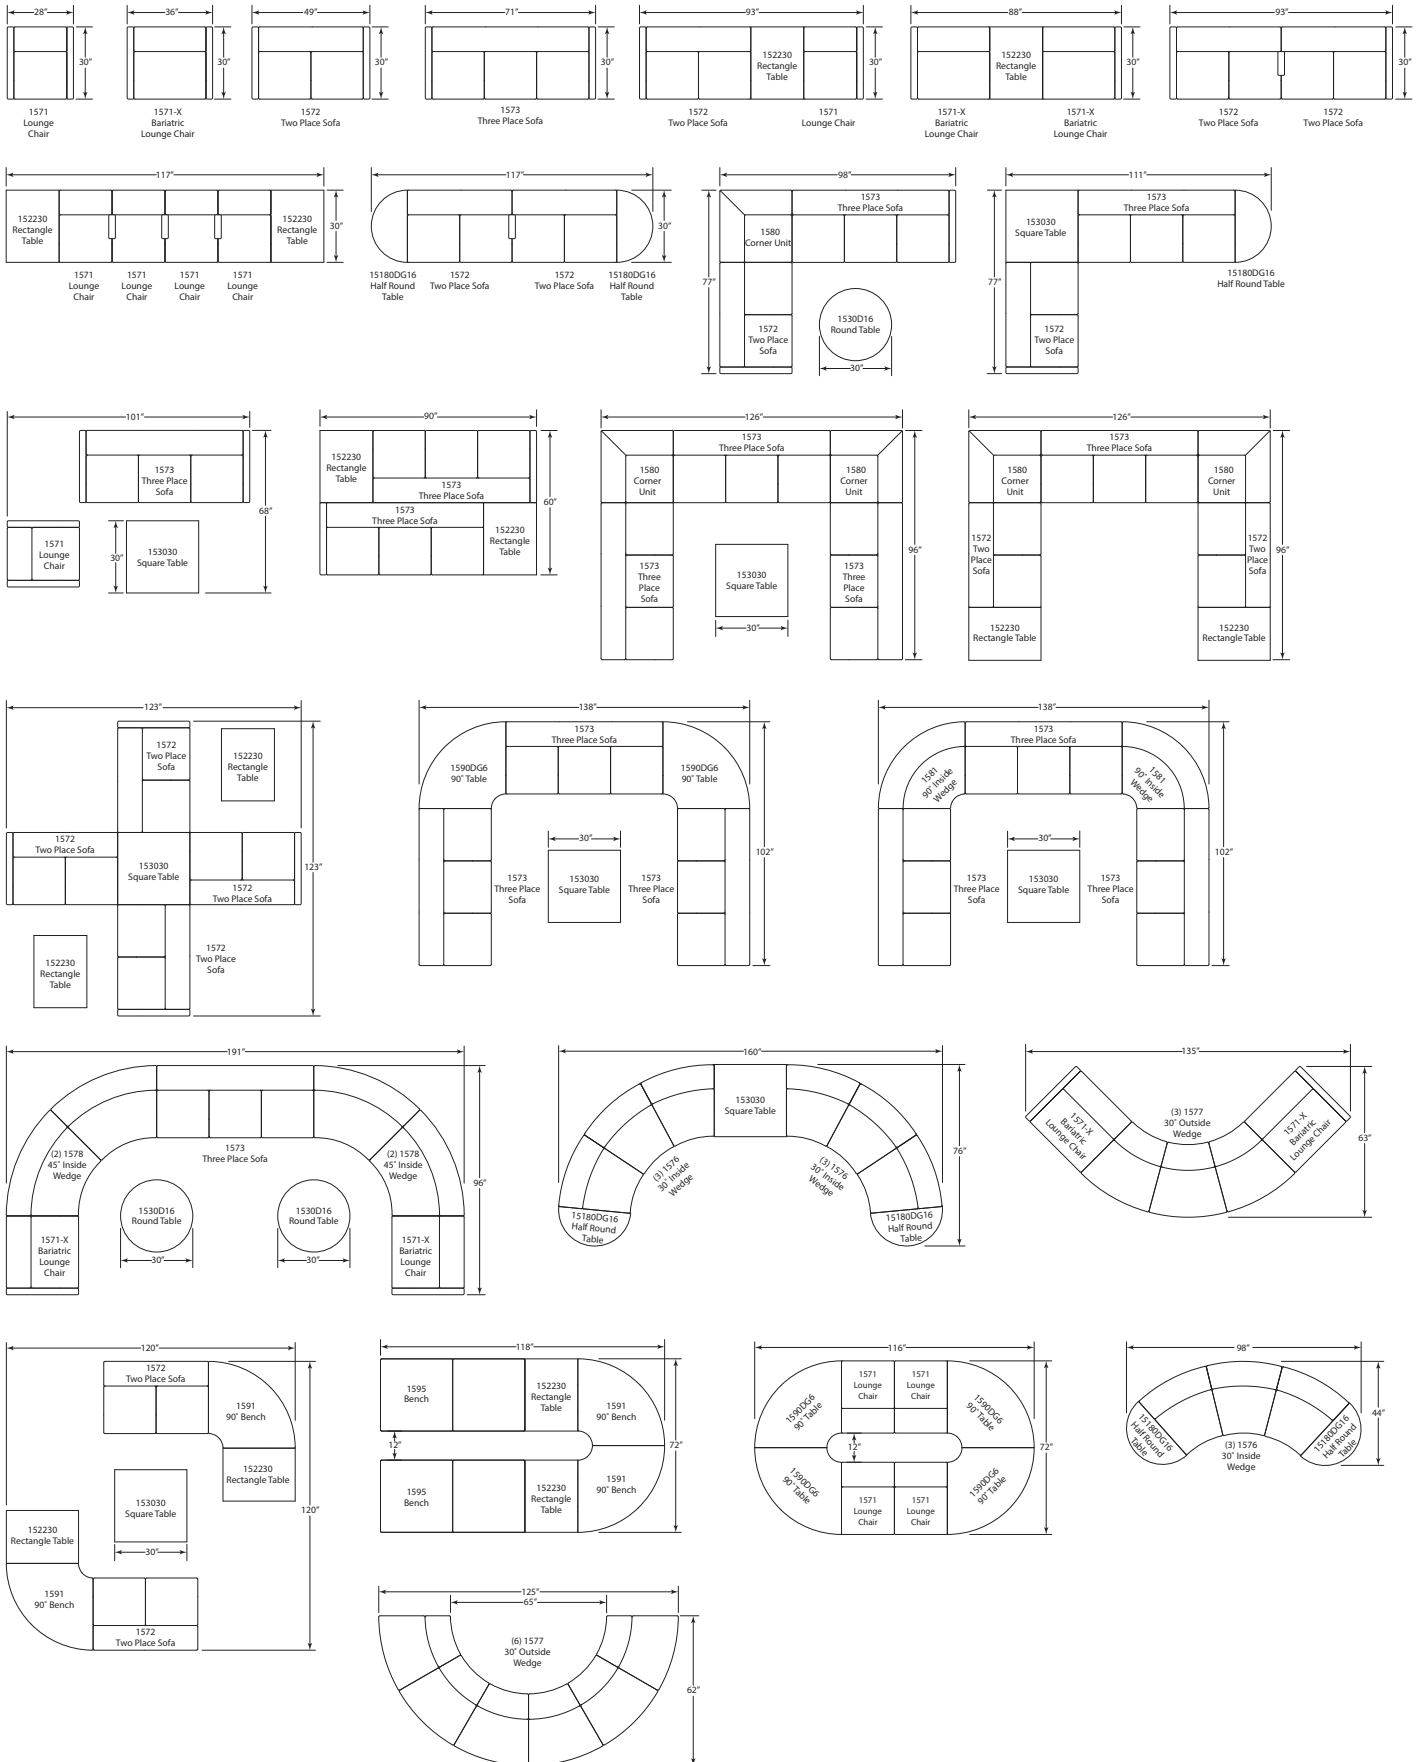 28"
36"
49"
71"
93"
88"
93"
30"
30"
30"
30"
30"
30"
30"
152230
Rectangle
Table
152230
Rectangle
Table
1571
Lounge
Chair
1571-X
Bariatric
Lounge Chair
1572
Two Place Sofa
1573
Three Place Sofa
1572
Two Place Sofa
1571
Lounge Chair
1571-X
Bariatric
Lounge Chair
1571-X
Bariatric
Lounge Chair
1572
Two Place Sofa
1572
Two Place Sofa
117"
152230
Rectangle
Table
152230
Rectangle
Table
30"
1571
Lounge
Chair
1571
Lounge
Chair
1571
Lounge
Chair
1571
Lounge
Chair
117"
30"
15180DG16
Half Round
Table
1572
Two Place Sofa
1572
Two Place Sofa
15180DG16
Half Round
Table
98"
1573
Three Place Sofa
1580
Corner Unit
77"
1572
Two Place
Sofa
1530D16
Round Table
30"
111"
153030
Square Table
1573
Three Place Sofa
15180DG16
Half Round Table
77"
1572
Two Place
Sofa
101"
1573
Three Place
Sofa
68"
1571
Lounge
Chair
30"
153030
Square Table
90"
152230
Rectangle
Table
1573
Three Place Sofa
1573
Three Place Sofa
152230
Rectangle
Table
60"
126"
1573
Three Place Sofa
1580
Corner
Unit
1580
Corner
Unit
1573
Three
Place
Sofa
153030
Square Table
1573
Three
Place
Sofa
30"
96"
126"
1573
Three Place Sofa
1580
Corner
Unit
1580
Corner
Unit
1572
Two
Place
Sofa
1572
Two
Place
Sofa
96"
152230
Rectangle Table
152230
Rectangle Table
123"
1572
Two Place
Sofa
152230
Rectangle
Table
1572
Two Place Sofa
153030
Square Table
1572
Two Place Sofa
123"
1572
Two Place
Sofa
152230
Rectangle
Table
138"
1573
Three Place Sofa
1590DG6
90˚ Table
1590DG6
90˚ Table
30"
153030
Square Table
1573
Three Place
Sofa
1573
Three Place
Sofa
102"
138"
1573
Three Place Sofa
1581
90˚ Inside
Wedge
1581
90˚ Inside
Wedge
30"
153030
Square Table
1573
Three Place
Sofa
1573
Three Place
Sofa
102"
191"
(2) 1578
45˚ Inside
Wedge
1573
Three Place Sofa
(2) 1578
45˚ Inside
Wedge
96"
1530D16
Round Table
30"
1530D16
Round Table
30"
1571-X
Bariatric
Lounge
Chair
1571-X
Bariatric
Lounge
Chair
160"
153030
Square Table
(3) 1576
30˚ Inside
Wedge
(3) 1576
30˚ Inside
Wedge
76"
15180DG16
Half Round
Table
15180DG16
Half Round
Table
135"
1571-X
Bariatric
Lounge Chair
(3) 1577
30˚ Outside
Wedge
1571-X
Bariatric
Lounge Chair
63"
120"
1572
Two Place Sofa
1591
90˚ Bench
152230
Rectangle Table
153030
Square Table
30"
120"
152230
Rectangle Table
1591
90˚ Bench
1572
Two Place Sofa
118"
1595
Bench
152230
Rectangle
Table
1591
90˚ Bench
12"
72"
1595
Bench
152230
Rectangle
Table
1591
90˚ Bench
116"
1590DG6
90˚ Table
1571
Lounge
Chair
1571
Lounge
Chair
1590DG6
90˚ Table
12"
72"
1590DG6
90˚ Table
1571
Lounge
Chair
1571
Lounge
Chair
1590DG6
90˚ Table
98"
15180DG16
Half Round
Table
(3) 1576
30˚ Inside
Wedge
15180DG16
Half Round
Table
44"
125"
65"
(6) 1577
30˚ Outside
Wedge
62"